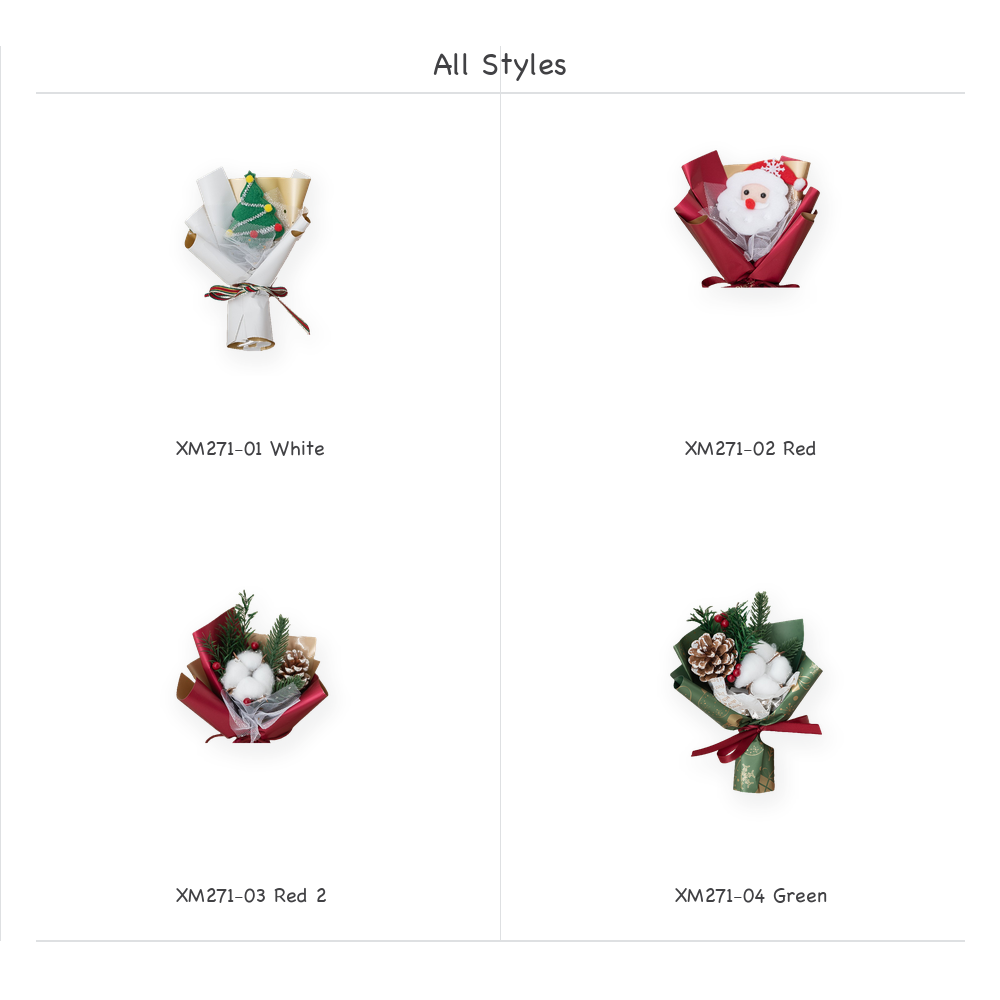 All Styles
XM271-01 White
XM271-02 Red
XM271-03 Red 2
XM271-04 Green